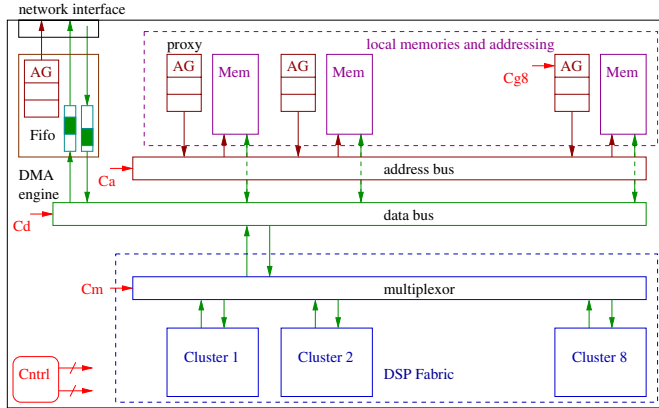 network interface
proxy
local memories and addressing
AG
AG
Mem
AG
Mem
Cg8
AG
Mem
Fifo
DMA
engine
Ca
address bus
Cd
data bus
Cm
multiplexor
Cluster 1
Cluster 2
Cluster 8
Cntrl
DSP Fabric